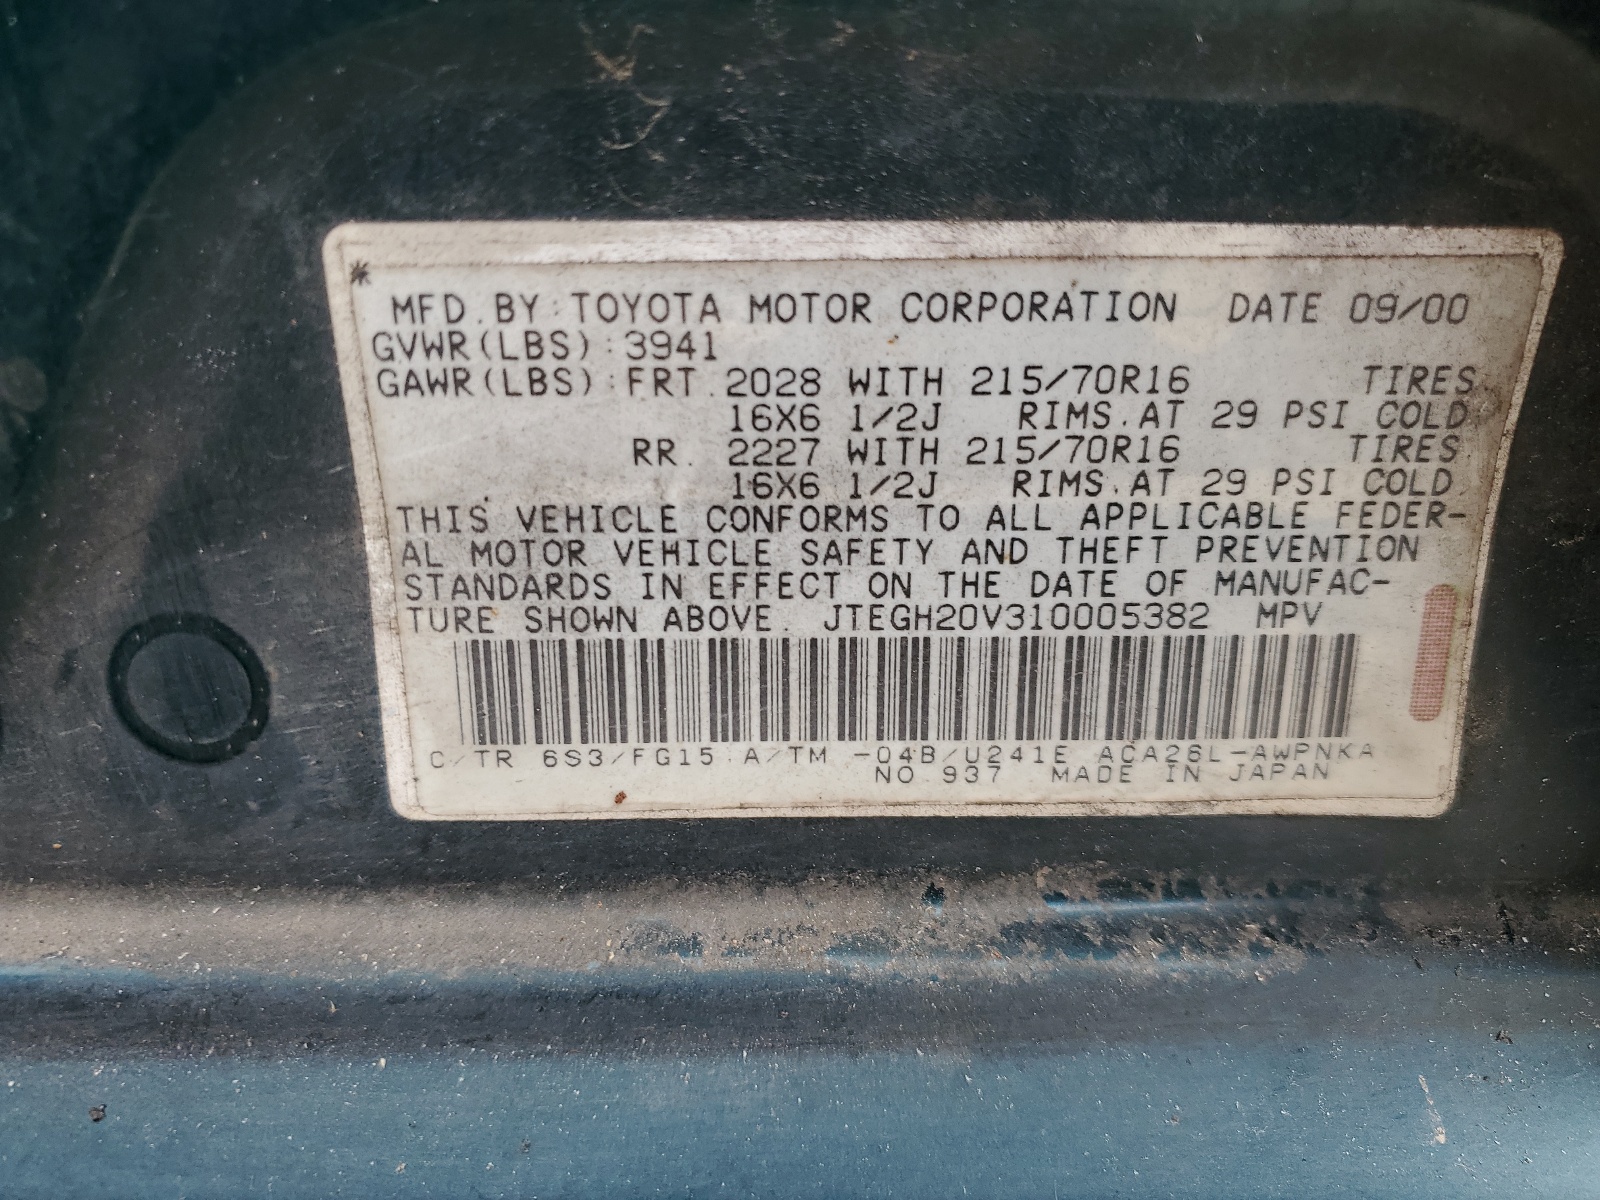 *
MFD. BY: TOYOTA MOTOR CORPORATION DATE 09/00
GVWR(LBS): 3941
GAWR(LBS): FRT. 2028 WITH 215/70R16 TIRES,
16X6 1/2J RIMS. AT 29 PSI COLD
RR. 2227 WITH 215/70R16 TIRES
16X6 1/2J RIMS. AT 29 PSI COLD.
THIS VEHICLE CONFORMS TO ALL APPLICABLE FEDER-
AL MOTOR VEHICLE SAFETY AND THEFT PREVENTION
STANDARDS IN EFFECT ON THE DATE OF MANUFAC-
TURE SHOWN ABOVE. JTEGH20V310005382 MPV
C/TR 6S3/FG15 A/TM -04B/U241E ACA26L-AWPNKA
NO.937 MADE IN JAPAN